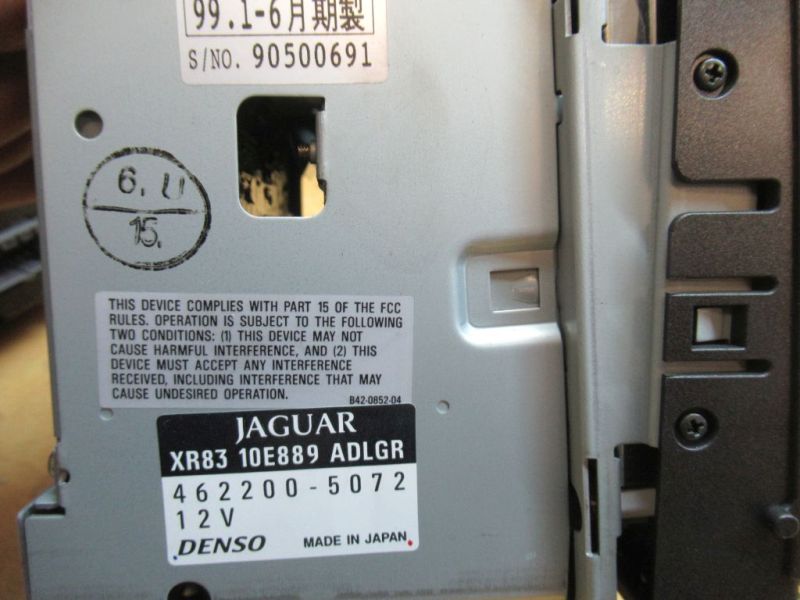 99.1-6月期製
S/NO. 90500691
6.11
15.
THIS DEVICE COMPLIES WITH PART 15 OF THE FCC
RULES. OPERATION IS SUBJECT TO THE FOLLOWING
TWO CONDITIONS: (1) THIS DEVICE MAY NOT
CAUSE HARMFUL INTERFERENCE, AND (2) THIS
DEVICE MUST ACCEPT ANY INTERFERENCE
RECEIVED, INCLUDING INTERFERENCE THAT MAY
CAUSE UNDESIRED OPERATION.
B42-0852-04
JAGUAR
XR83 10E889 ADLGR
462200-5072
12V
DENSO MADE IN JAPAN